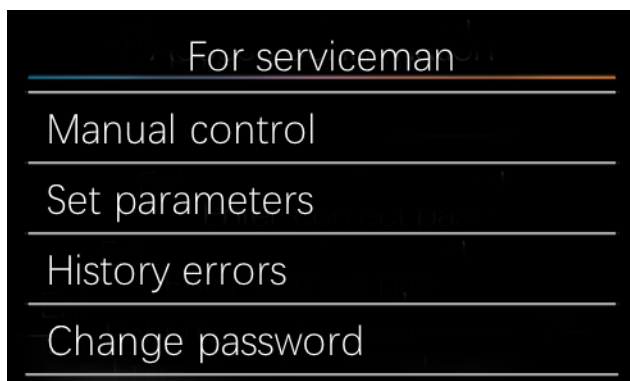 For serviceman
Manual control
Set parameters
History errors
Change password